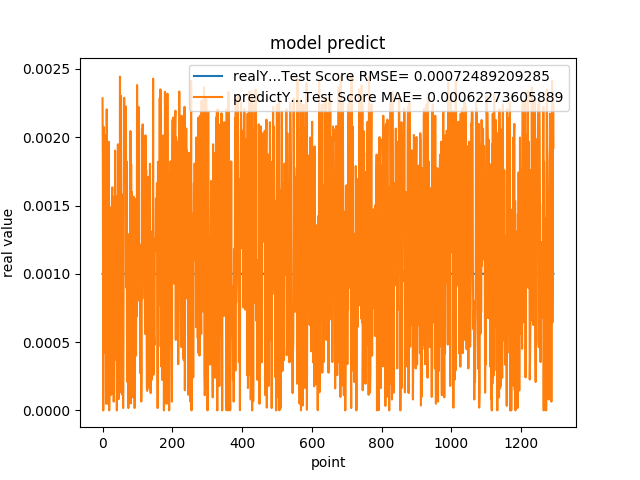 model predict
realY...Test Score RMSE= 0.00072489209285
predictY...Test Score MAE= 0.00062273605889
0.0025
0.0020
0.0015
0.0010
0.0005
0.0000
real value
0 200 400 600 800 1000 1200
point